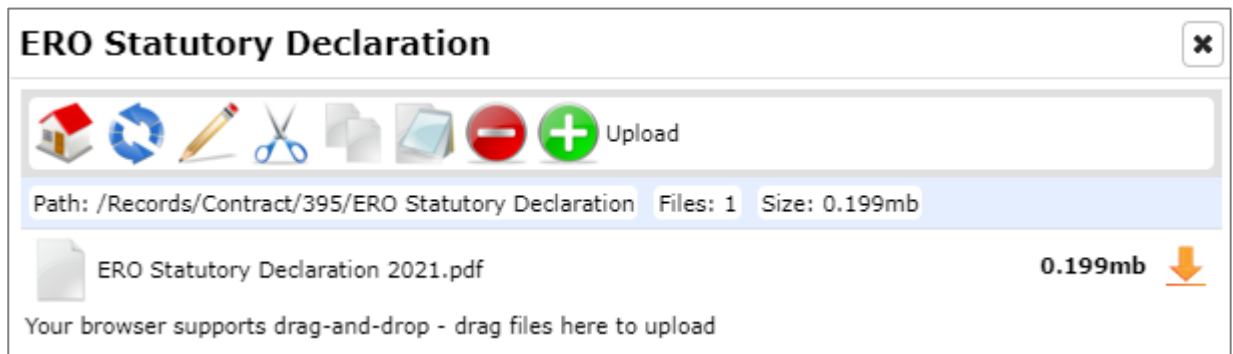 ERO Statutory Declaration
Upload
Path: /Records/Contract/395/ERO Statutory Declaration Files: 1 Size: 0.199mb
ERO Statutory Declaration 2021.pdf 0.199mb
Your browser supports drag-and-drop - drag files here to upload